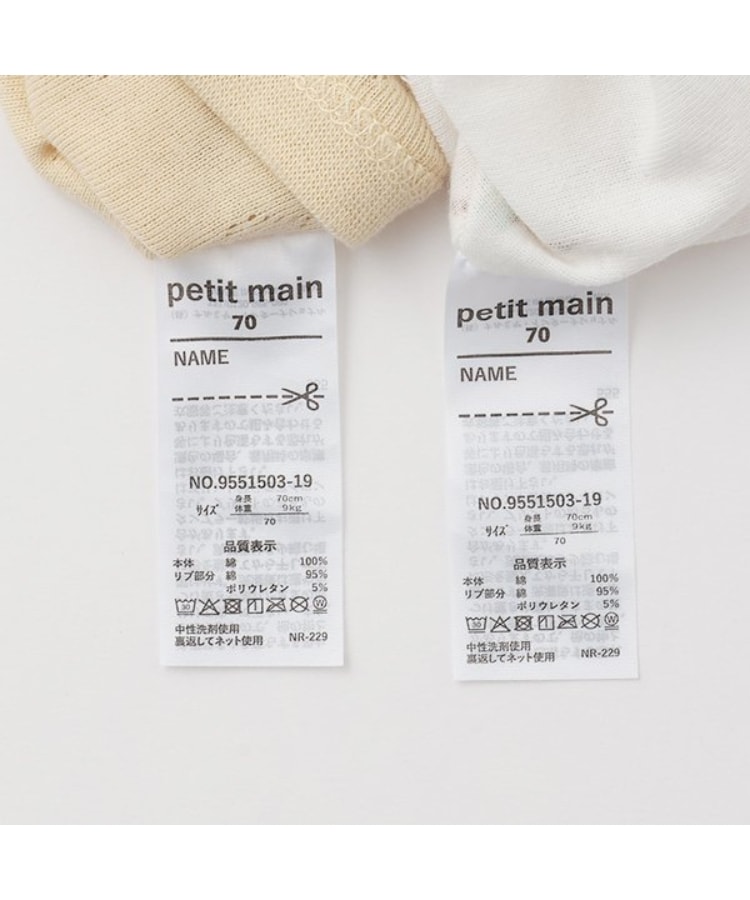 petit main
70
NAME
NO.9551503-19
サイズ 身長 70cm
体重 9kg
70
品質表示
本体 綿 100%
リブ部分 綿 95%
ポリウレタン 5%
中性洗剤使用
裏返してネット使用 NR-229
petit main
70
NAME
NO.9551503-19
サイズ 身長 70cm
体重 9kg
70
品質表示
本体 綿 100%
リブ部分 綿 95%
ポリウレタン 5%
中性洗剤使用
裏返してネット使用 NR-229